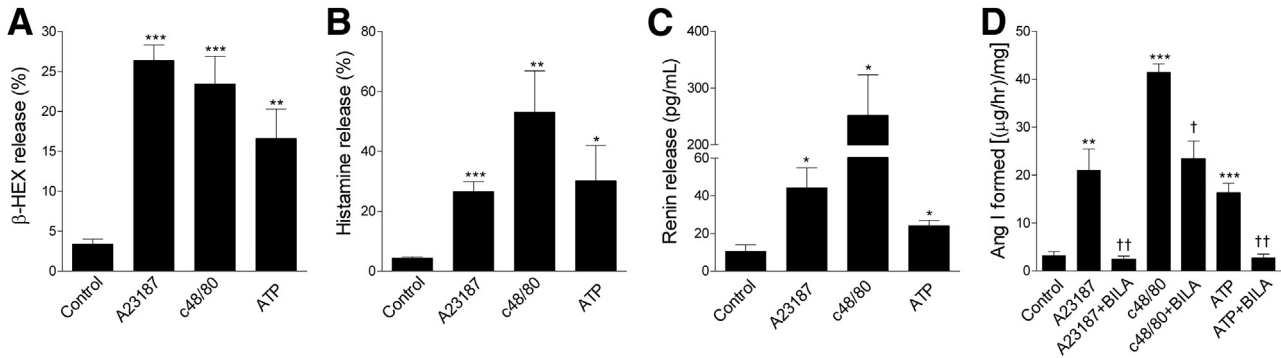 A
β-HEX release (%)
30
25
20
15
10
5
0
***
***
**
Control
A23187
c48/80
ATP
B
Histamine release (%)
80
60
40
20
0
***
**
*
Control
A23187
c48/80
ATP
C
Renin release (pg/mL)
400
300
200
60
40
20
0
*
*
*
Control
A23187
c48/80
ATP
D
Ang I formed [(μg/hr)/mg]
50
40
30
20
10
0
**
††
***
†
***
††
Control
A23187
A23187+BILA
c48/80
c48/80+BILA
ATP
ATP+BILA